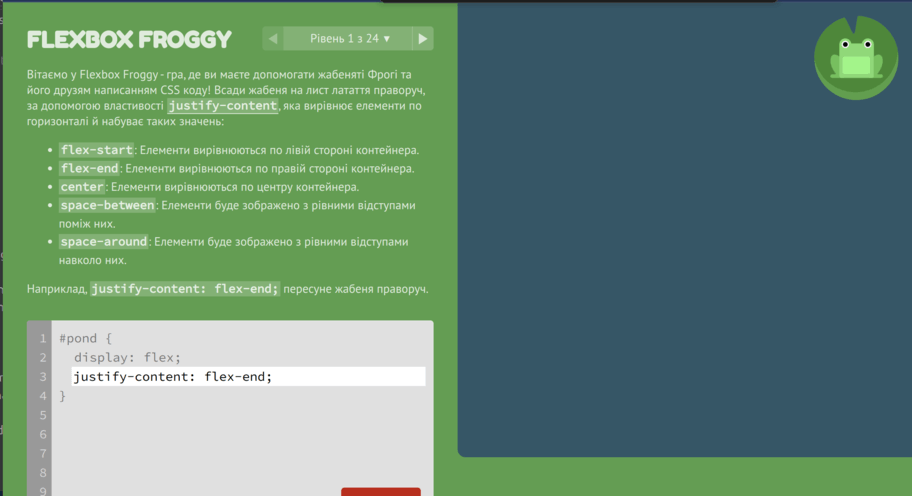 FLEXBOX FROGGY
Рівень 1 з 24 ▾
Вітаємо у Flexbox Froggy - гра, де ви маєте допомогати жабеняті Фрогі та
його друзям написанням CSS коду! Всади жабеня на лист латаття праворуч,
за допомогою властивості justify-content, яка вирівнює елементи по
горизонталі й набуває таких значень:
• flex-start: Елементи вирівнюються по лівій стороні контейнера.
• flex-end: Елементи вирівнюються по правій стороні контейнера.
• center: Елементи вирівнюються по центру контейнера.
• space-between: Елементи буде зображено з рівними відступами
поміж них.
• space-around: Елементи буде зображено з рівними відступами
навколо них.
Наприклад, justify-content: flex-end; пересуне жабеня праворуч.
1 #pond {
2 display: flex;
3 justify-content: flex-end;
4 }
5
6
7
8
9